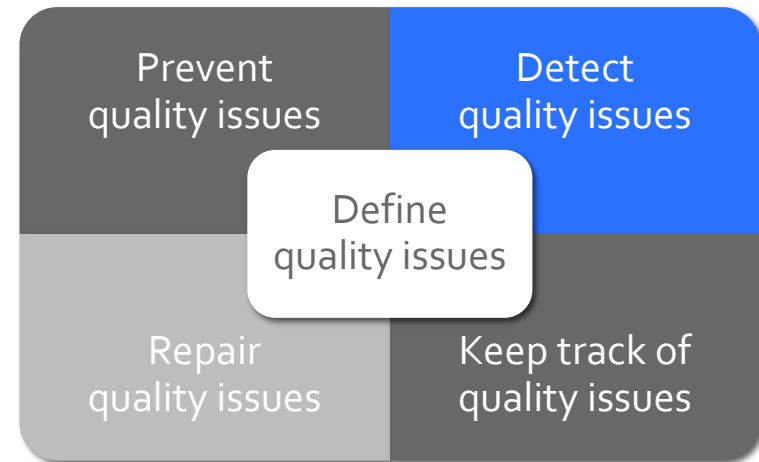 Prevent
quality issues
Detect
quality issues
Define
quality issues
Repair
quality issues
Keep track of
quality issues